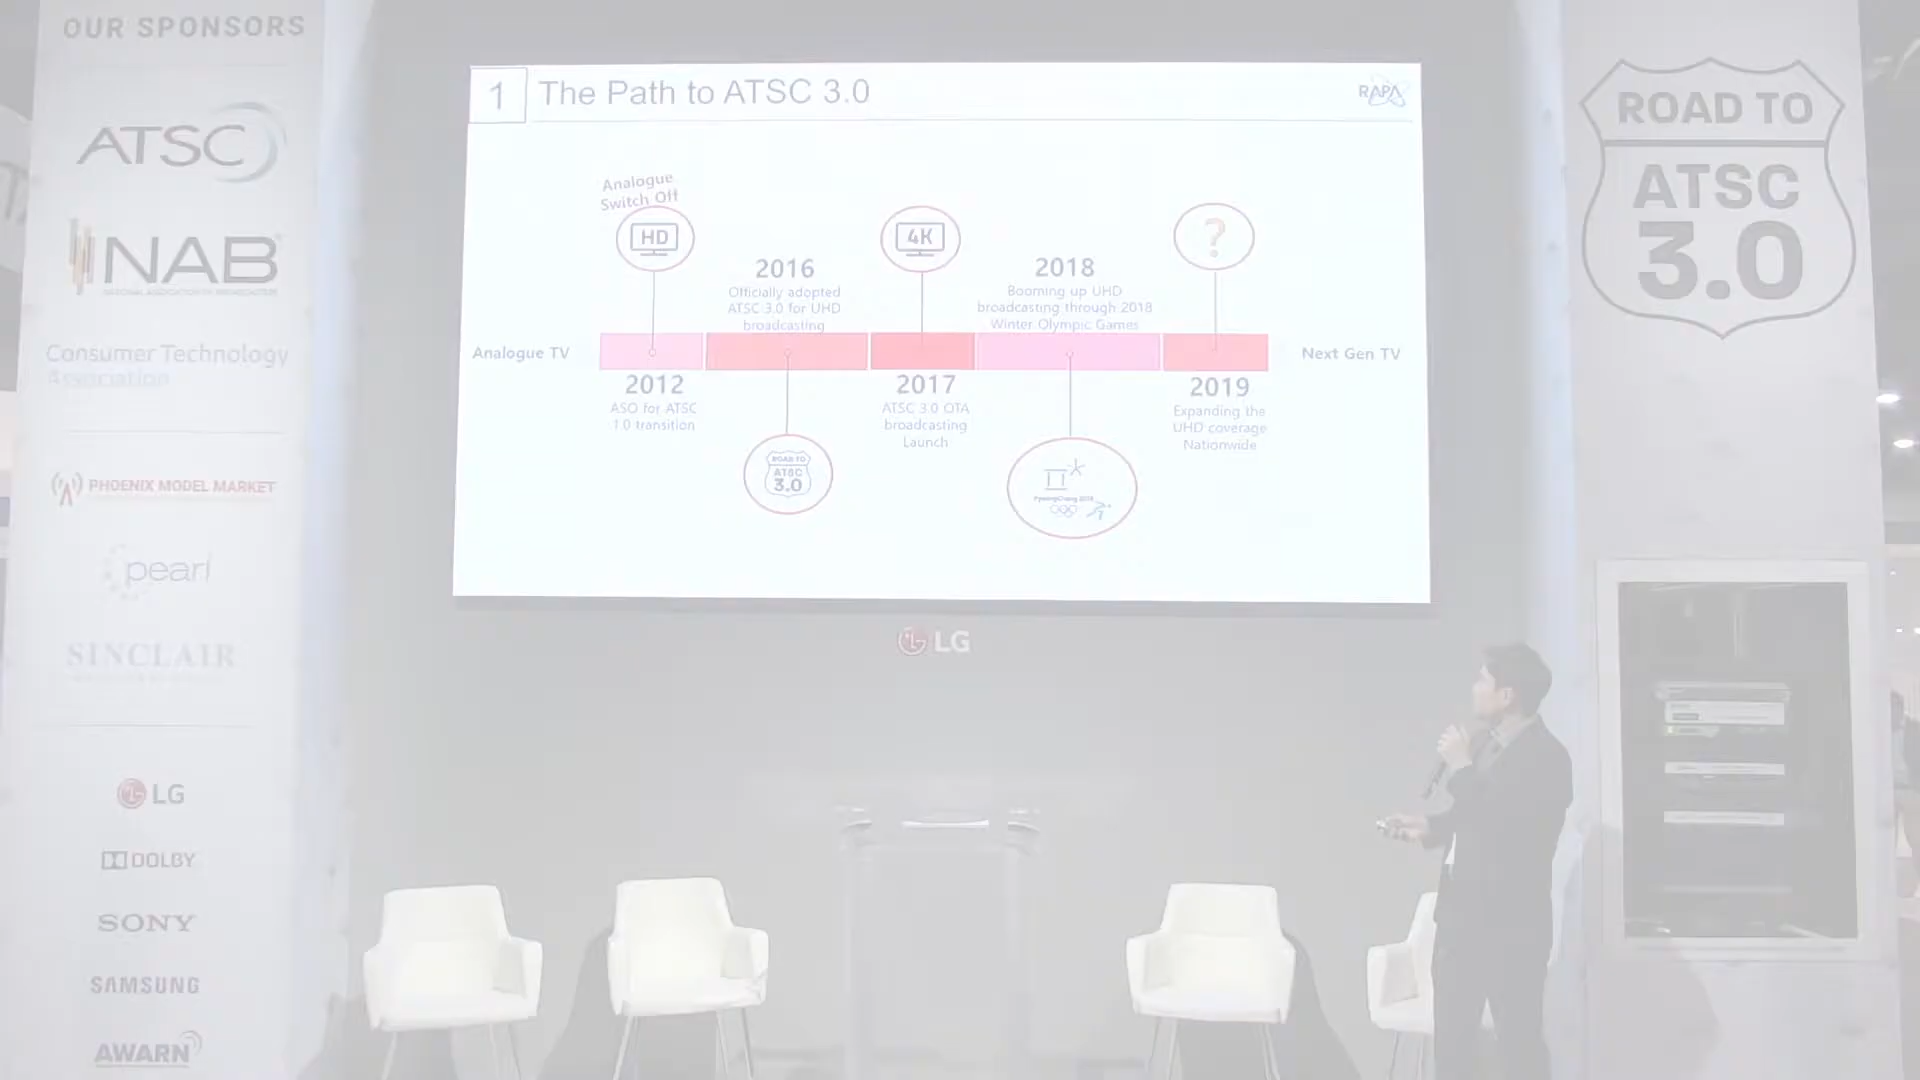 OUR SPONSORS
ATSC
NAB
NATIONAL ASSOCIATION OF BROADCASTERS
Consumer Technology
Association
PHOENIX MODEL MARKET
pearl
SINCLAIR
LG
DOLBY
SONY
SAMSUNG
AWARN
1
The Path to ATSC 3.0
RAPA
Analogue
Switch Off
HD
4K
?
2016
Officially adopted
ATSC 3.0 for UHD
broadcasting
2018
Booming up UHD
broadcasting through 2018
Winter Olympic Games
Analogue TV
Next Gen TV
2012
ASO for ATSC
1.0 transition
2017
ATSC 3.0 OTA
broadcasting
Launch
2019
Expanding the
UHD coverage
Nationwide
ROAD TO
ATSC
3.0
PyeongChang 2018
LG
ROAD TO
ATSC
3.0